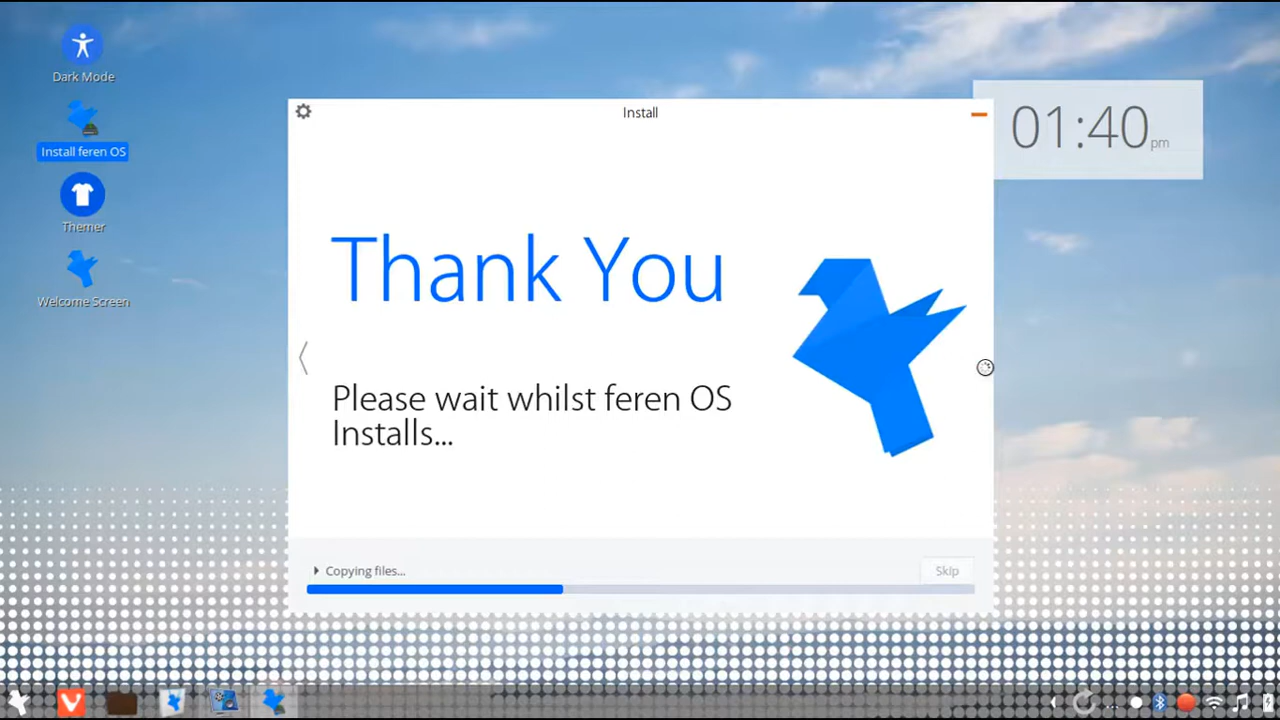 Dark Mode
Install feren OS
Themer
Welcome Screen
Install
01:40 pm
Thank You
Please wait whilst feren OS
Installs...
Copying files...
Skip